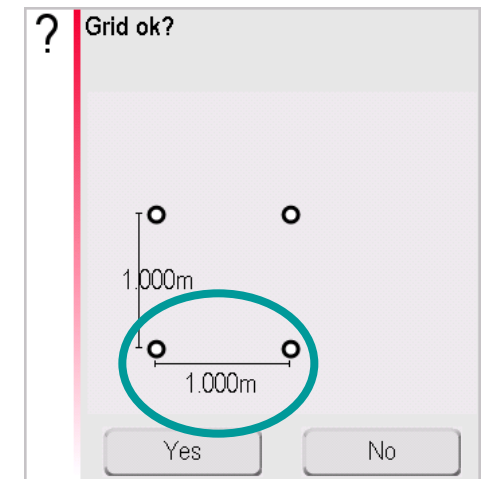 ?
Grid ok?
1.000m
1.000m
Yes
No